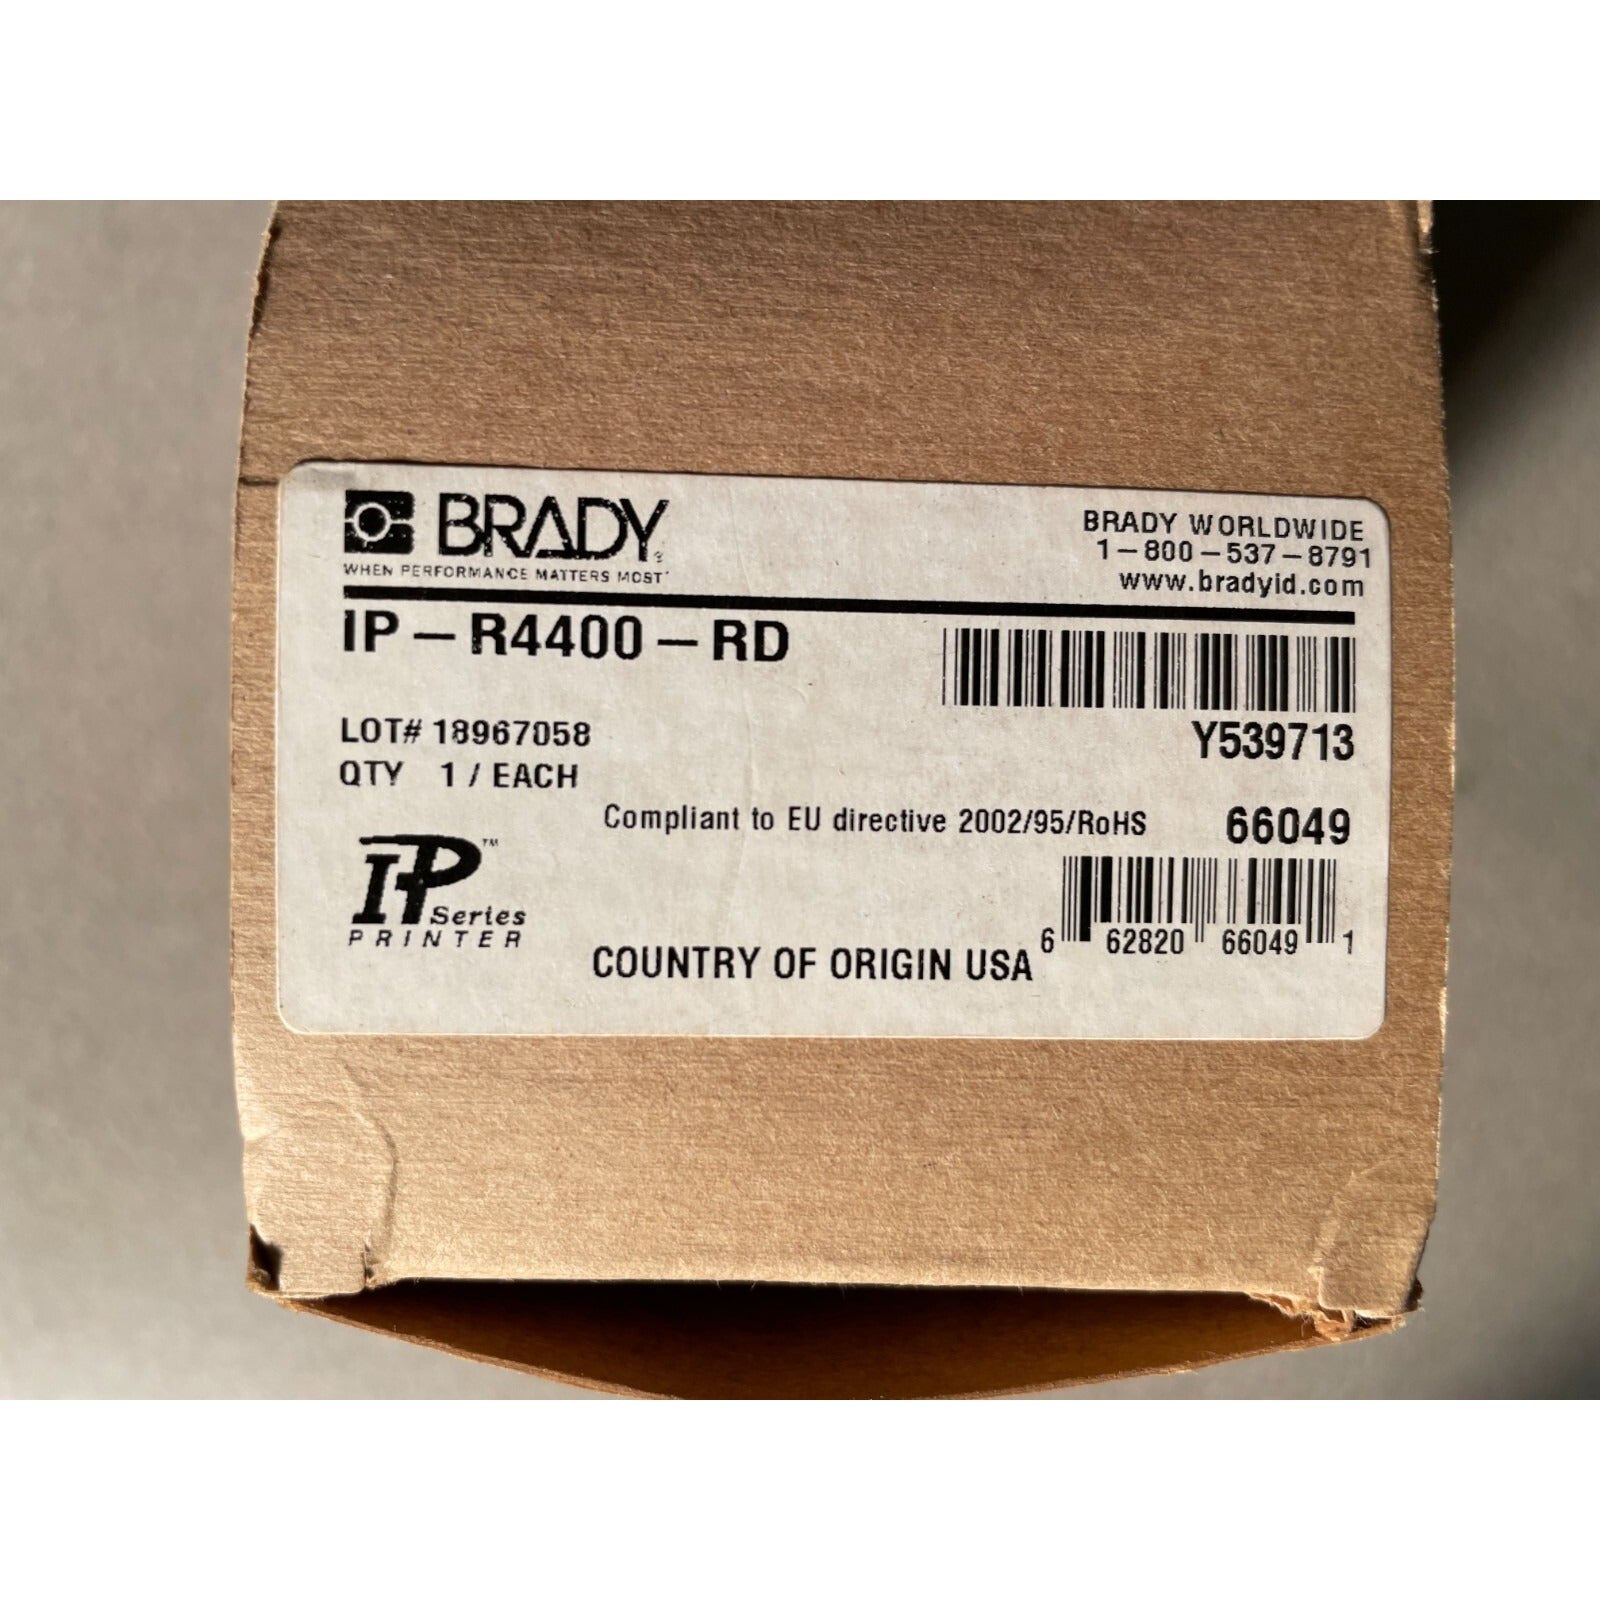 BRADY®
WHEN PERFORMANCE MATTERS MOST™
BRADY WORLDWIDE
1-800-537-8791
www.bradyid.com
IP-R4400-RD
Y539713
LOT# 18967058
QTY 1 / EACH
Compliant to EU directive 2002/95/RoHS
66049
IP™ Series
PRINTER
COUNTRY OF ORIGIN USA
6 62820 66049 1